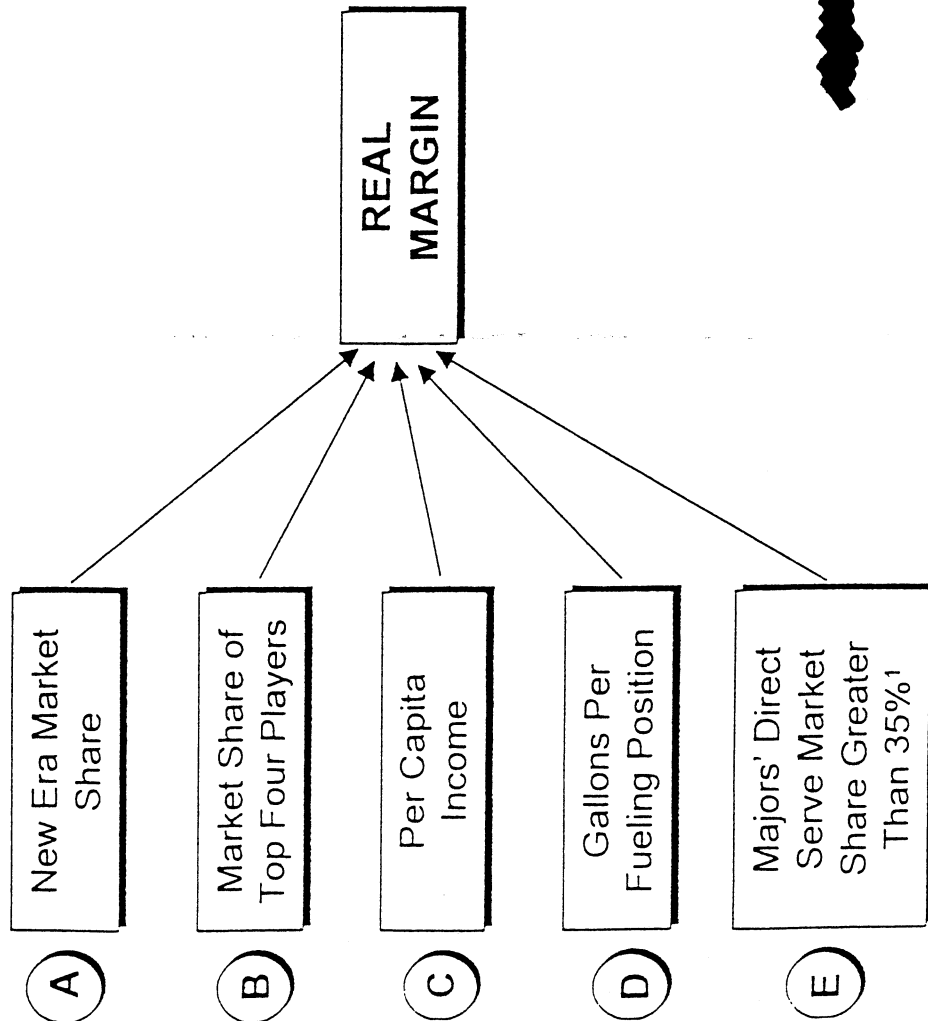 A
New Era Market
Share
B
Market Share of
Top Four Players
C
Per Capita
Income
D
Gallons Per
Fueling Position
E
Majors' Direct
Serve Market
Share Greater
Than 35%¹
REAL
MARGIN